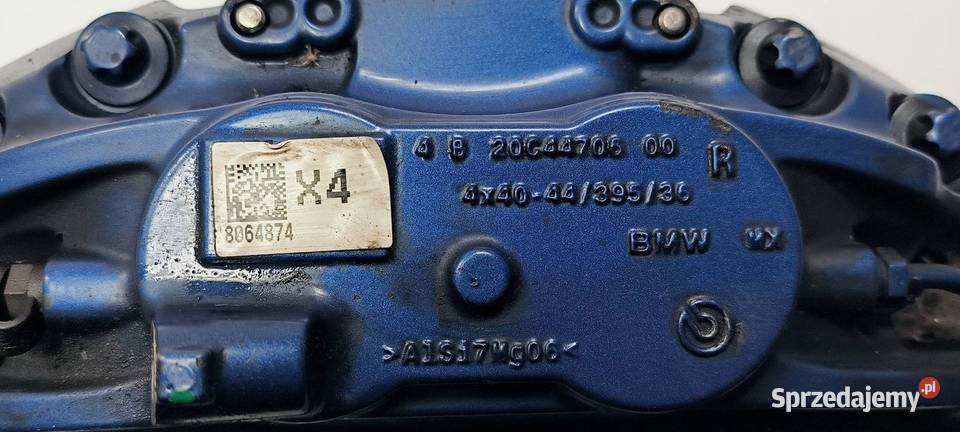 X4
8064874
4 B 20C44706 00
R
4x40-44/395/36
BMW MX
>AlSi7Mg06<
Sprzedajemy.pl